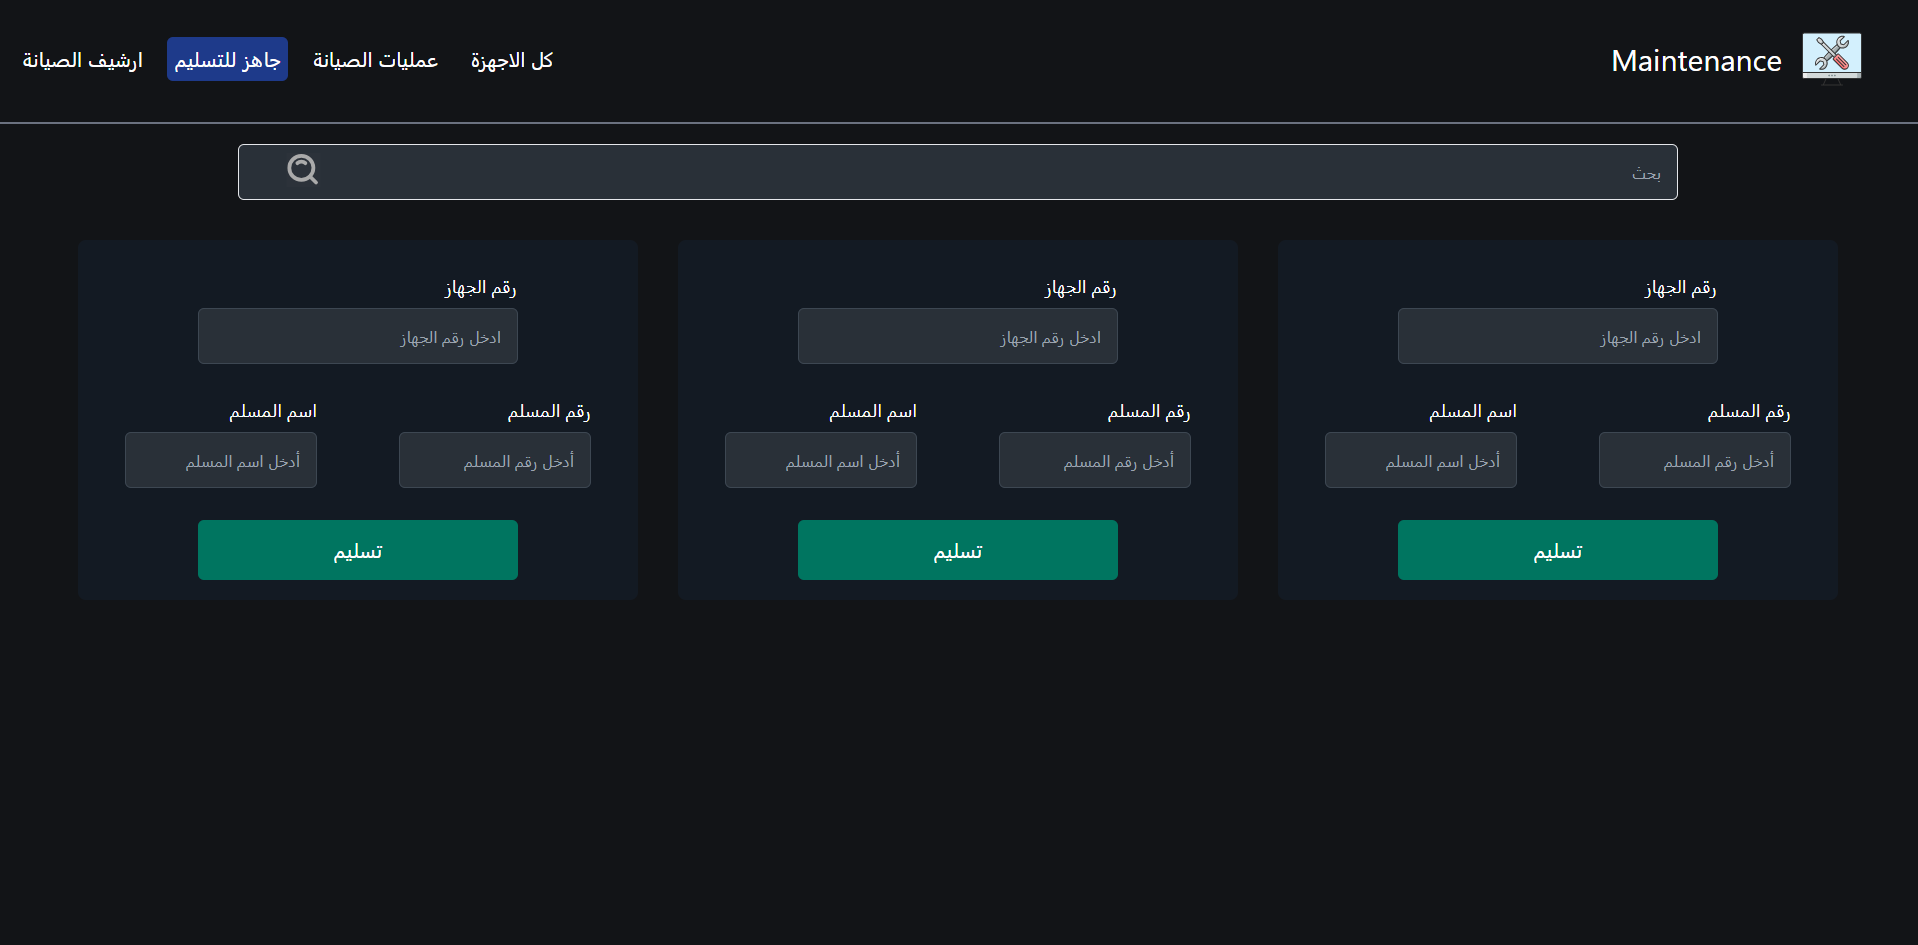 Maintenance
كل الاجهزة
عمليات الصيانة
جاهز للتسليم
ارشيف الصيانة
بحث
رقم الجهاز
ادخل رقم الجهاز
رقم المسلم
اسم المسلم
أدخل رقم المسلم
أدخل اسم المسلم
تسليم
رقم الجهاز
ادخل رقم الجهاز
رقم المسلم
اسم المسلم
أدخل رقم المسلم
أدخل اسم المسلم
تسليم
رقم الجهاز
ادخل رقم الجهاز
رقم المسلم
اسم المسلم
أدخل رقم المسلم
أدخل اسم المسلم
تسليم